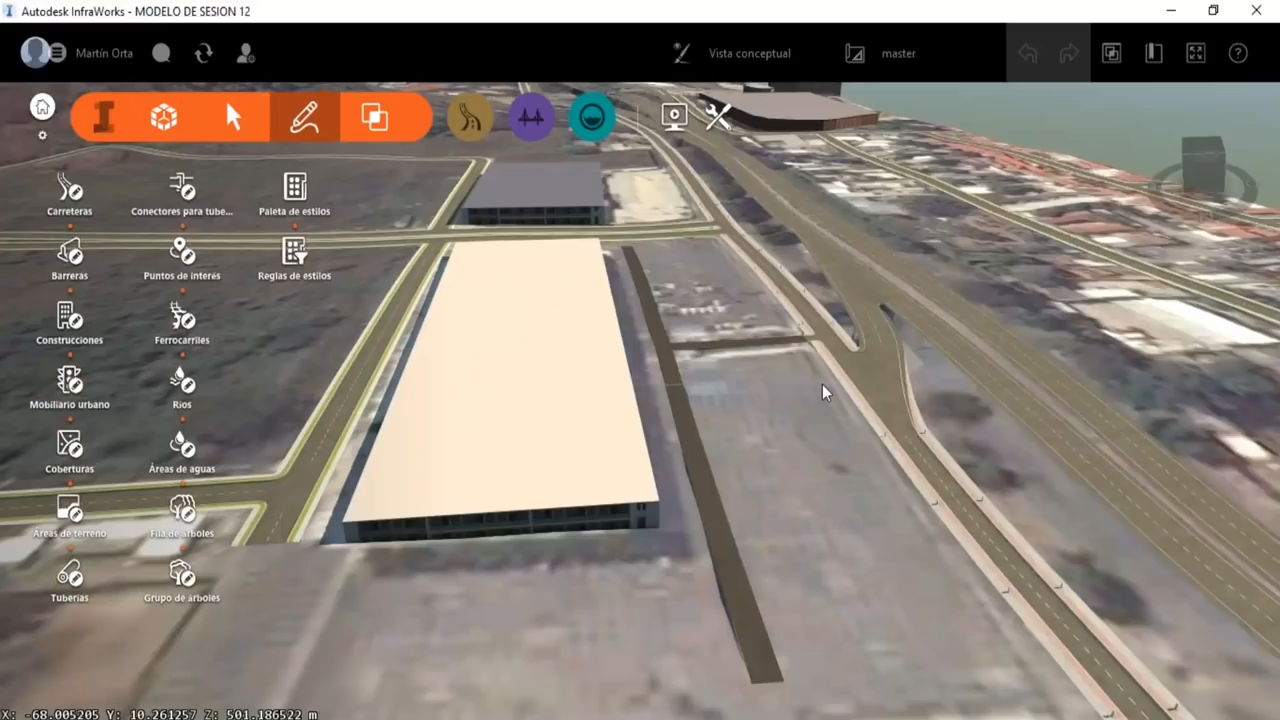 Autodesk InfraWorks - MODELO DE SESION 12
Martín Orta
Vista conceptual
master
Carreteras
Conectores para tube...
Paleta de estilos
Barreras
Puntos de interés
Reglas de estilos
Construcciones
Ferrocarriles
Mobiliario urbano
Ríos
Coberturas
Áreas de aguas
Áreas de terreno
Fila de árboles
Tuberías
Grupo de árboles
X: -68.005205 Y: 10.261257 Z: 501.186522 m